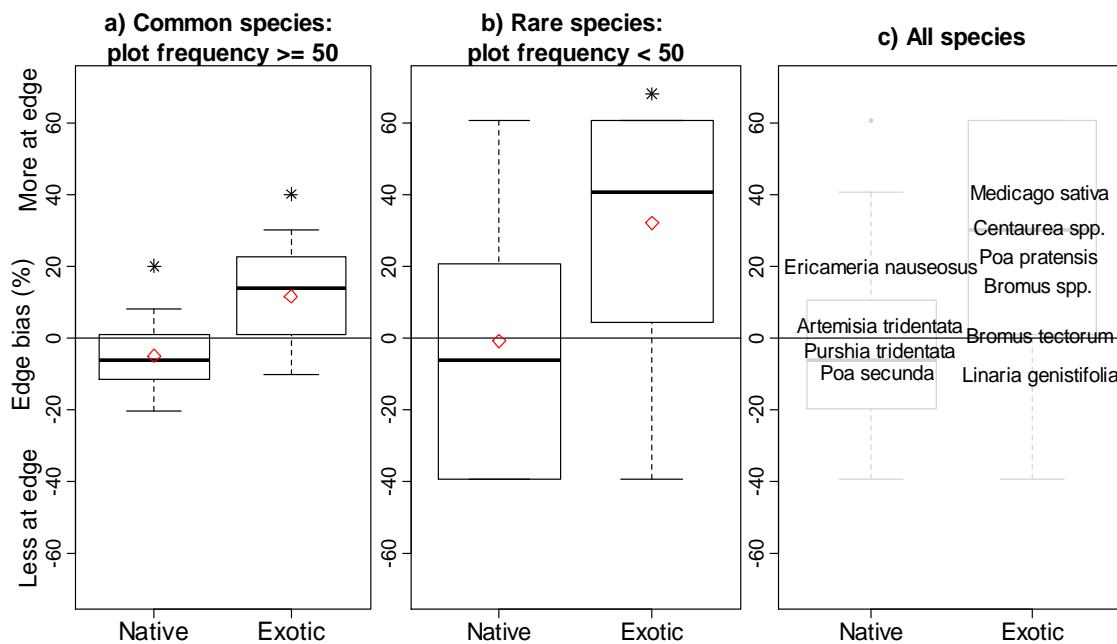 a) Common species:
plot frequency >= 50
b) Rare species:
plot frequency < 50
c) All species
Less at edge Edge bias (%) More at edge
60
40
20
0
-20
-40
-60
*
*
Native Exotic
60
40
20
0
-20
-40
-60
*
Native Exotic
60
40
20
0
-20
-40
-60
Medicago sativa
Centaurea spp.
Poa pratensis
Ericameria nauseosus
Bromus spp.
Artemisia tridentata
Bromus tectorum
Purshia tridentata
Poa secunda
Linaria genistifolia
Native Exotic